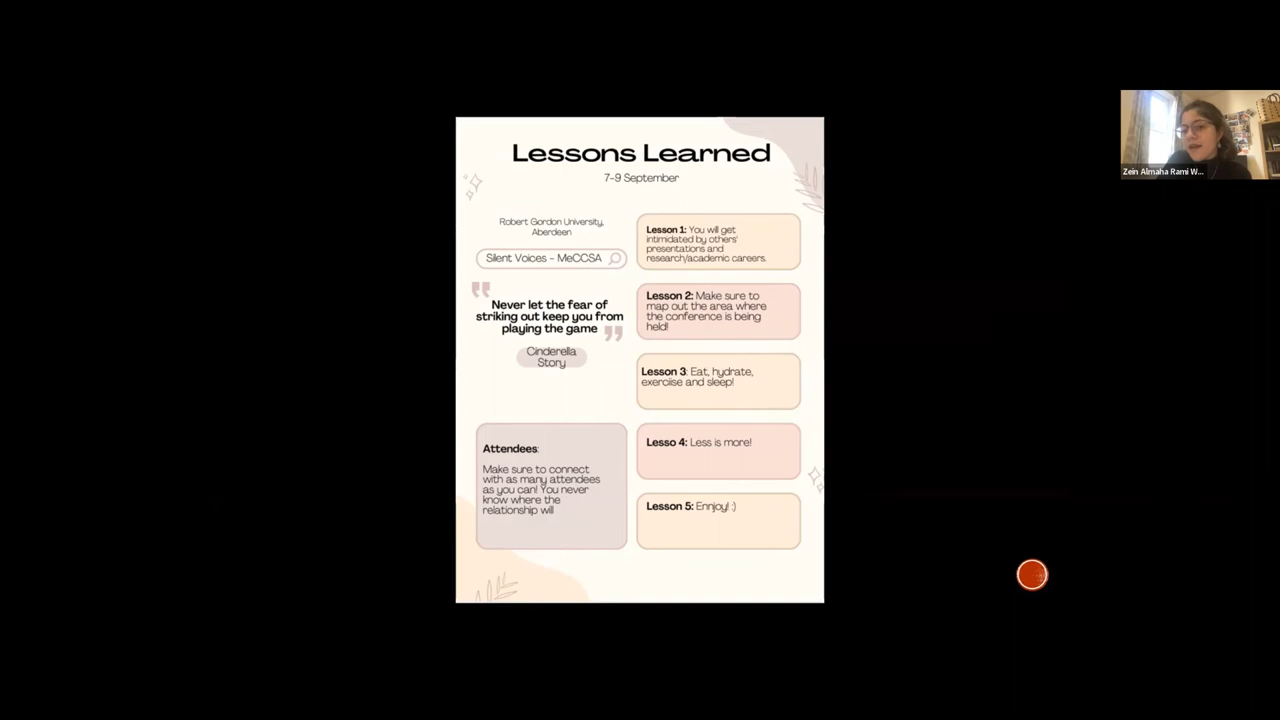 Lessons Learned
7-9 September
Robert Gordon University,
Aberdeen
Silent Voices - MeCCSA
Never let the fear of
striking out keep you from
playing the game
Cinderella
Story
Attendees:
Make sure to connect
with as many attendees
as you can! You never
know where the
relationship will
Lesson 1: You will get
intimidated by others'
presentations and
research/academic careers.
Lesson 2: Make sure to
map out the area where
the conference is being
held!
Lesson 3: Eat, hydrate,
exerciise and sleep!
Lesso 4: Less is more!
Lesson 5: Ennjoy! :)
Zein Almaha Rami W...